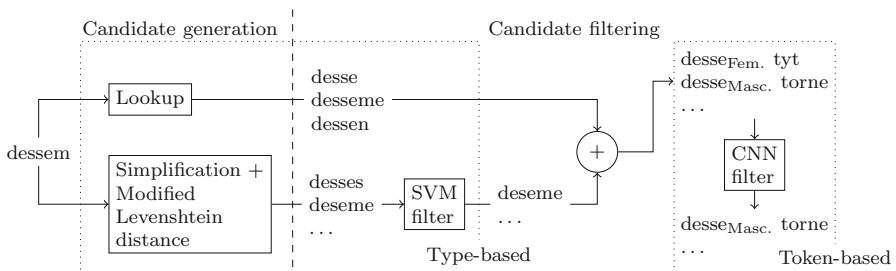 Candidate generation
Candidate filtering
dessem
Lookup
Simplification +
Modified
Levenshtein
distance
desse
desseme
dessen
desses
deseme
...
SVM
filter
deseme
...
Type-based
+
desseFem. tyt
desseMasc. torne
...
CNN
filter
desseMasc. torne
...
Token-based